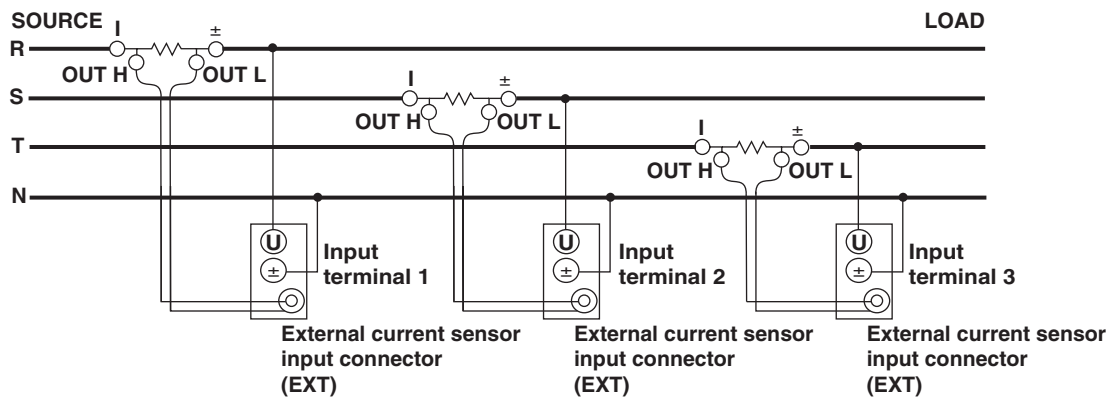 SOURCE
LOAD
I
±
R
OUT H
OUT L
I
±
S
OUT H
OUT L
I
±
T
OUT H
OUT L
N
U
±
Input
terminal 1
U
±
Input
terminal 2
U
±
Input
terminal 3
External current sensor
input connector
(EXT)
External current sensor
input connector
(EXT)
External current sensor
input connector
(EXT)